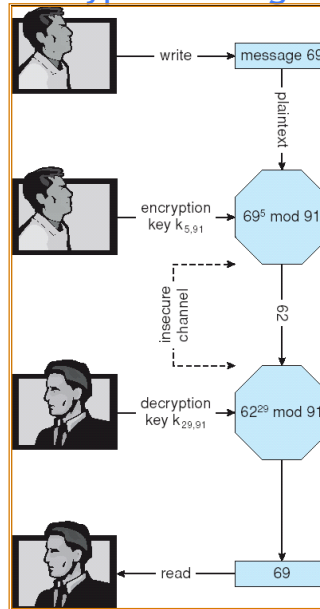 write
message 69
plaintext
encryption
key k₅,₉₁
69⁵ mod 91
insecure
channel
62
decryption
key k₂₉,₉₁
62²⁹ mod 91
read
69